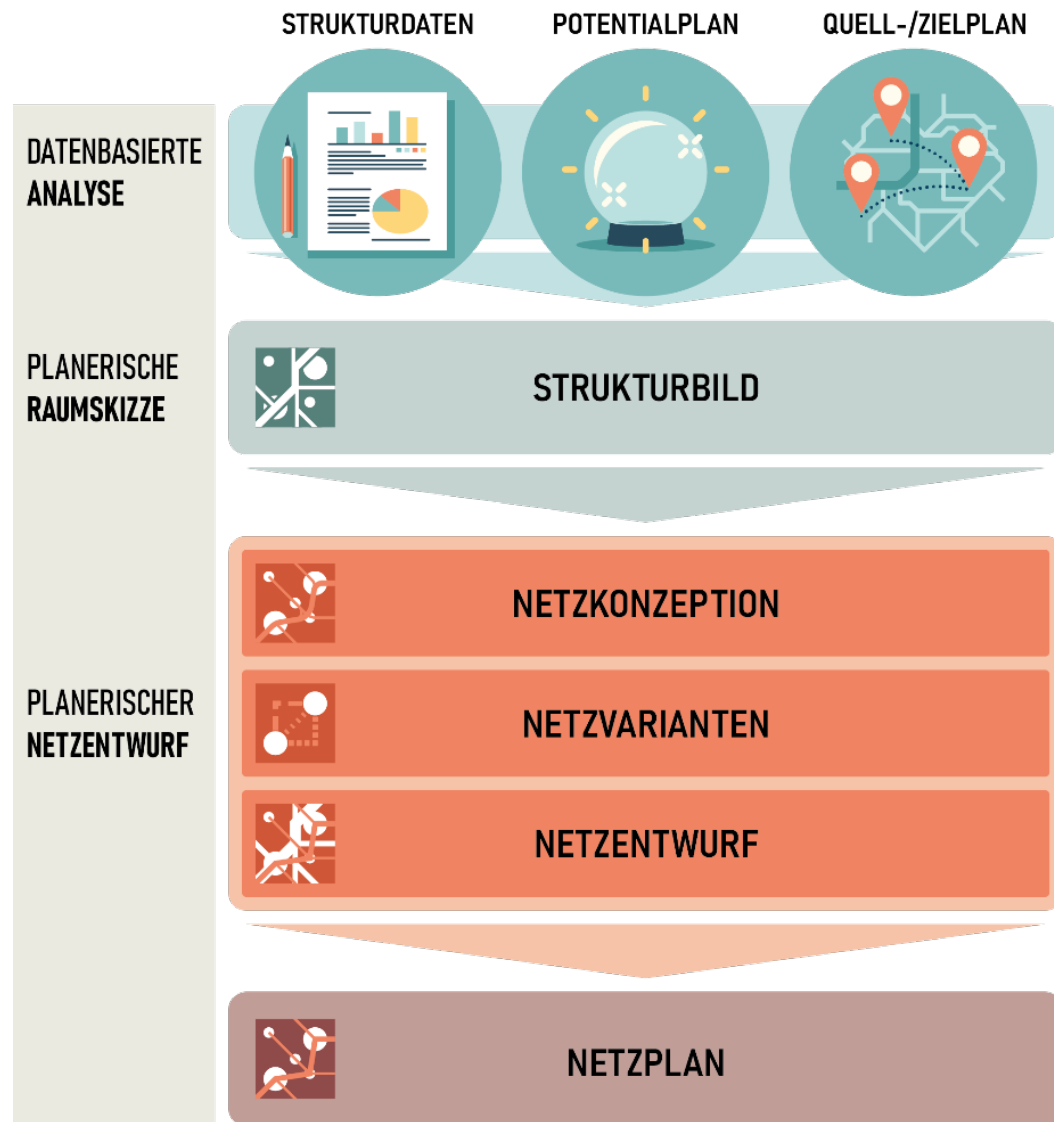 STRUKTURDATEN
POTENTIALPLAN
QUELL-/ZIELPLAN
DATENBASIERTE
ANALYSE
PLANERISCHE
RAUMSKIZZE
STRUKTURBILD
PLANERISCHER
NETZENTWURF
NETZKONZEPTION
NETZVARIANTEN
NETZENTWURF
NETZPLAN